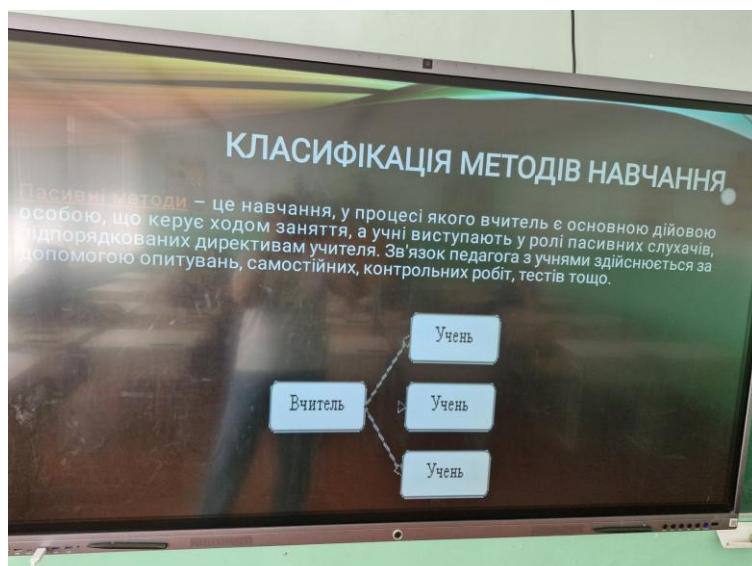 КЛАСИФІКАЦІЯ МЕТОДІВ НАВЧАННЯ
Пасивні методи – це навчання, у процесі якого вчитель є основною дійовою
особою, що керує ходом заняття, а учні виступають у ролі пасивних слухачів,
підпорядкованих директивам учителя. Зв'язок педагога з учнями здійснюється за
допомогою опитувань, самостійних, контрольних робіт, тестів тощо.
Учень
Вчитель
Учень
Учень